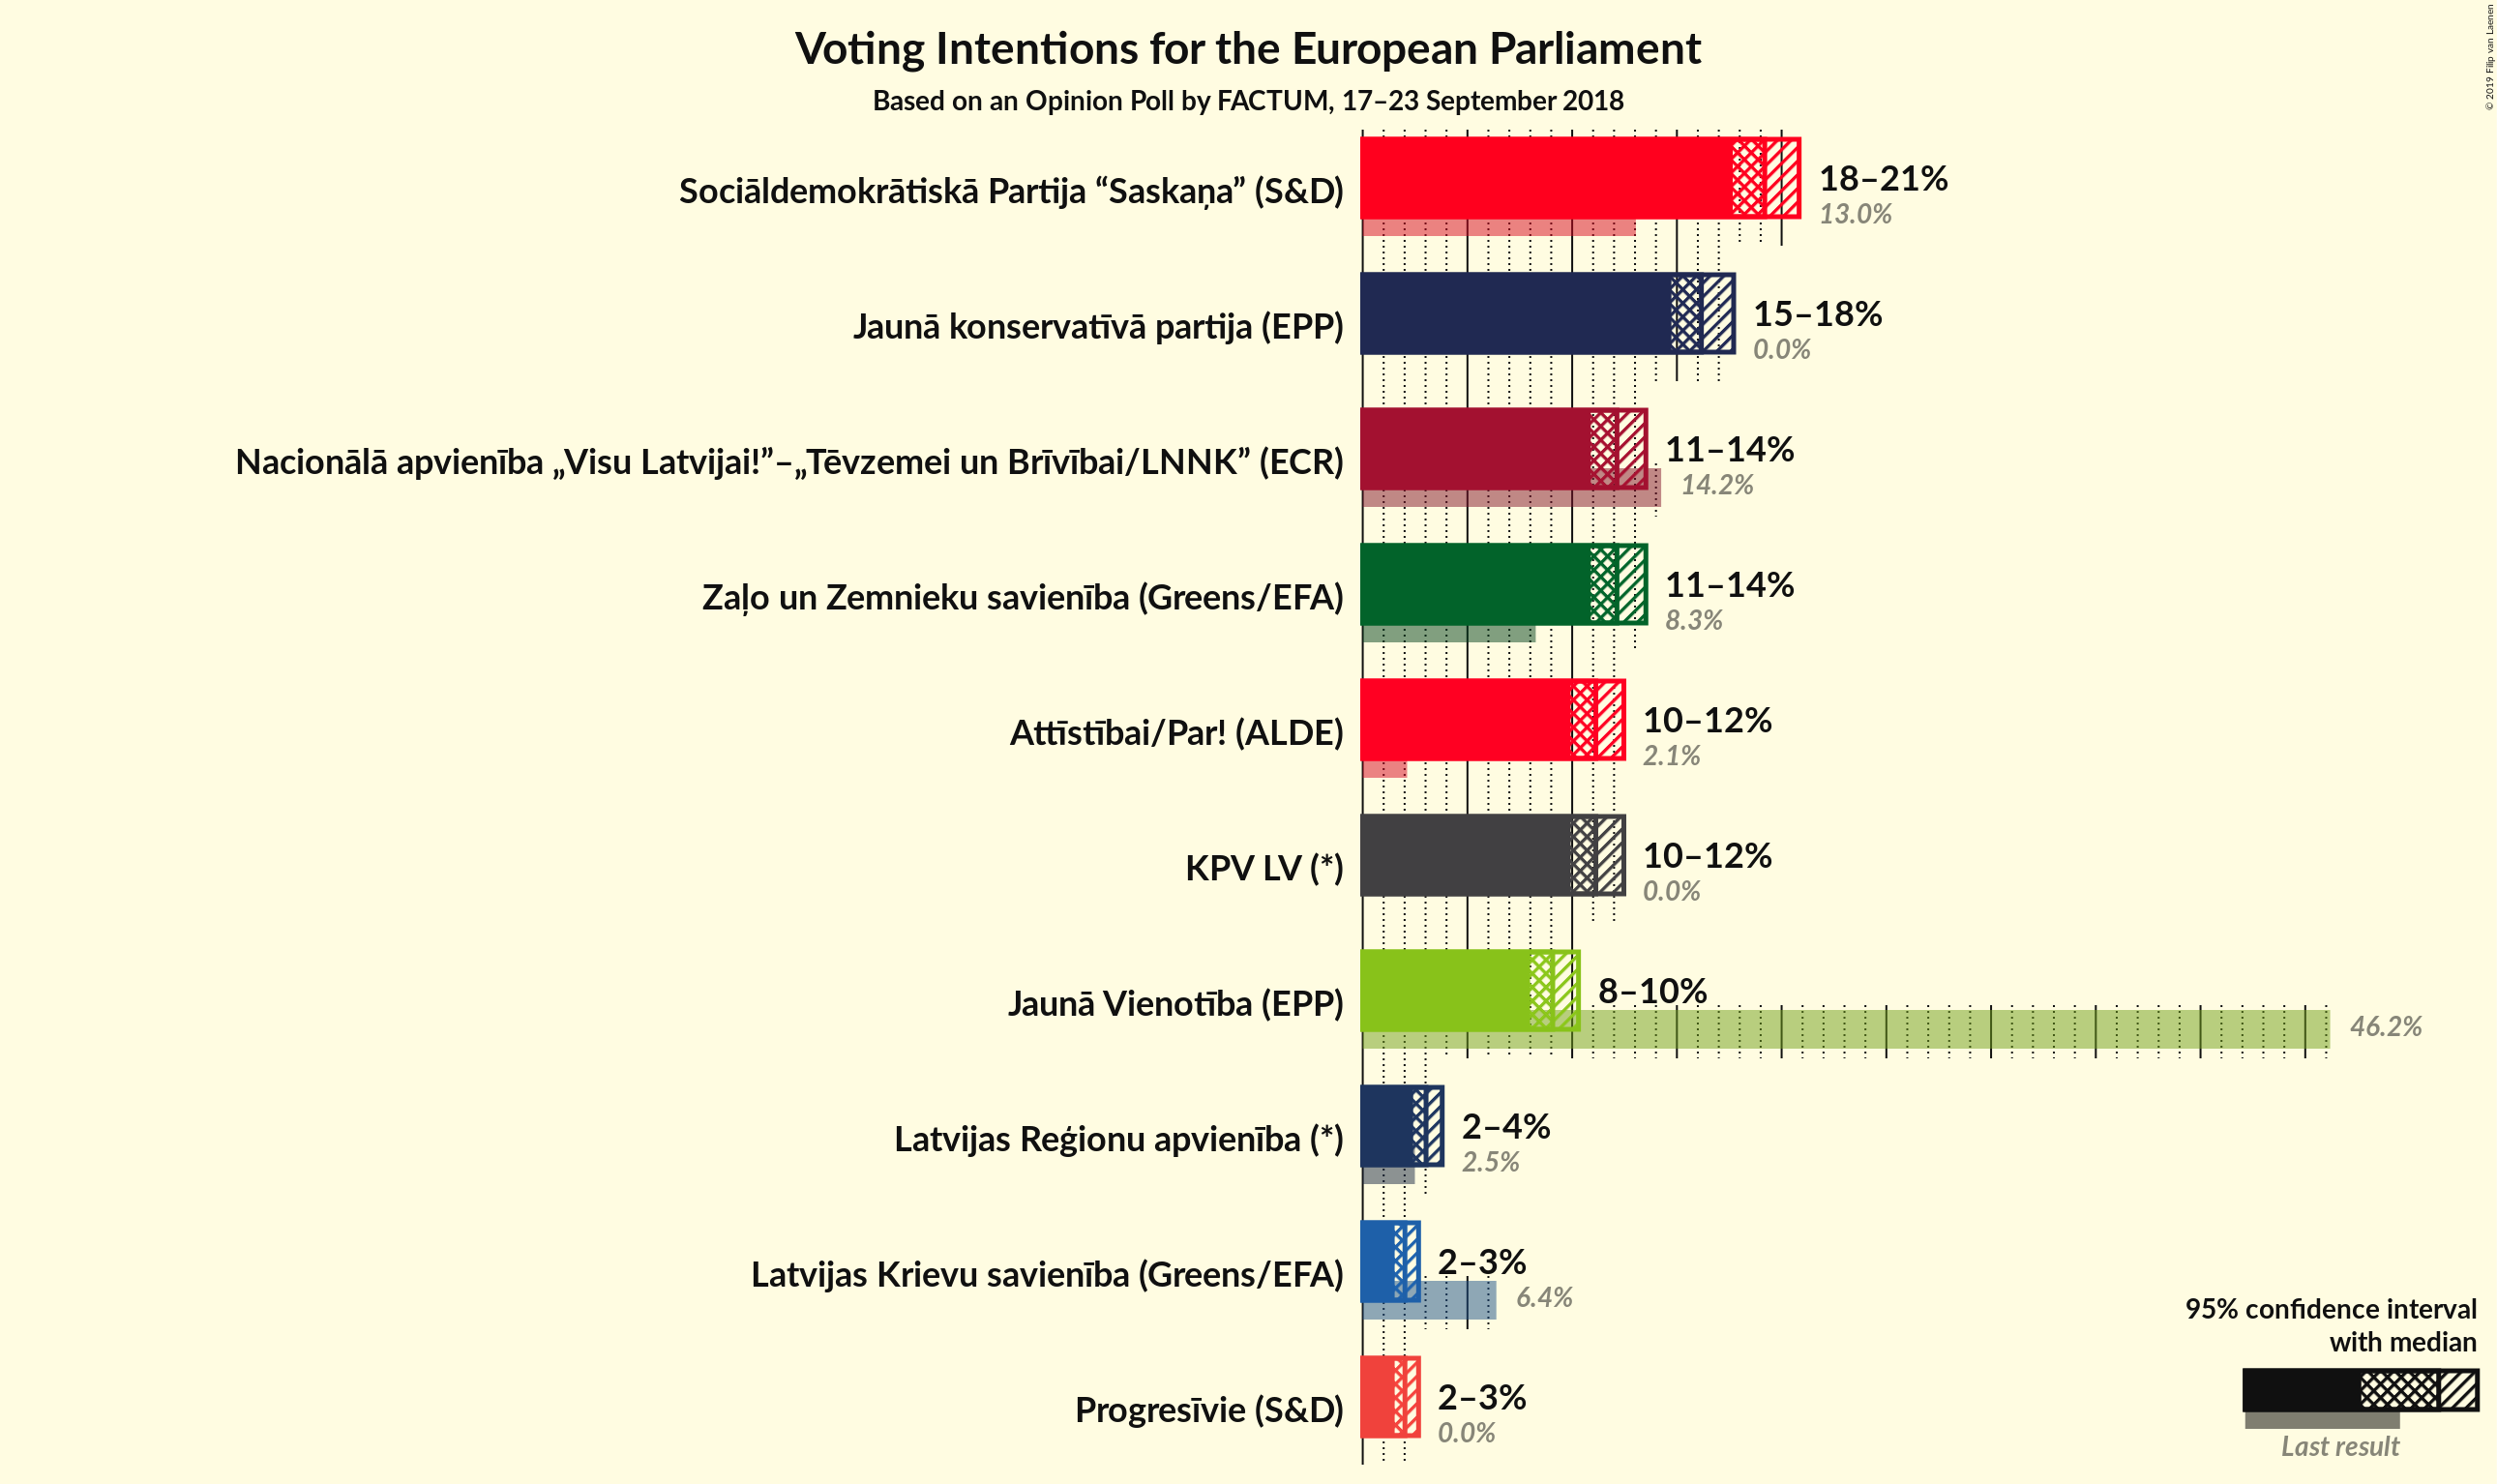 Voting Intentions for the European Parliament
Based on an Opinion Poll by FACTUM, 17–23 September 2018
© 2019 Filip van Laenen
Sociāldemokrātiskā Partija “Saskaņa” (S&D)
18–21%
13.0%
Jaunā konservatīvā partija (EPP)
15–18%
0.0%
Nacionālā apvienība „Visu Latvijai!”–„Tēvzemei un Brīvībai/LNNK” (ECR)
11–14%
14.2%
Zaļo un Zemnieku savienība (Greens/EFA)
11–14%
8.3%
Attīstībai/Par! (ALDE)
10–12%
2.1%
KPV LV (*)
10–12%
0.0%
Jaunā Vienotība (EPP)
8–10%
46.2%
Latvijas Reģionu apvienība (*)
2–4%
2.5%
Latvijas Krievu savienība (Greens/EFA)
2–3%
6.4%
Progresīvie (S&D)
2–3%
0.0%
95% confidence interval
with median
Last result